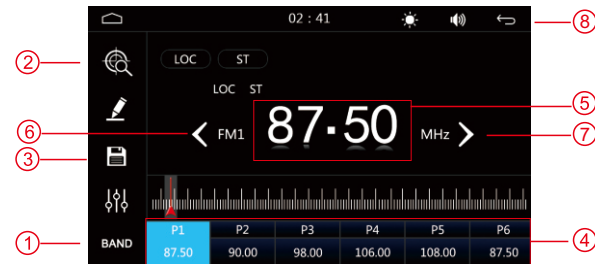 02 : 41
⑧
②
LOC ST
LOC ST
⑤
⑥
FM1 87.50 MHz
⑦
③
①
BAND
P1 P2 P3 P4 P5 P6
87.50 90.00 98.00 106.00 108.00 87.50
④